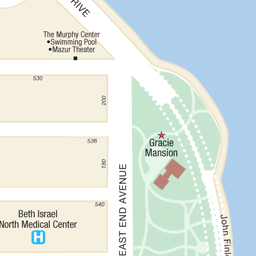 RIVE
The Murphy Center
•Swimming Pool
•Mazur Theater
530
200
536
180
Gracie
Mansion
540
Beth Israel
North Medical Center
H
EAST END AVENUE
John Finl